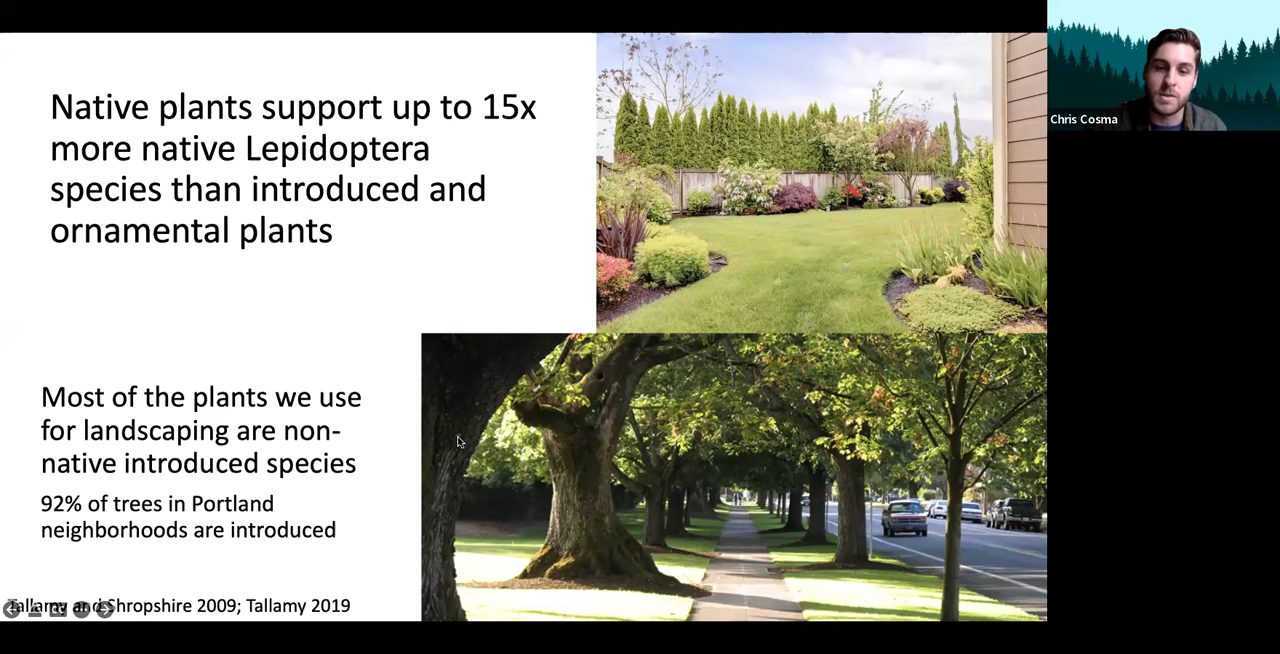 Native plants support up to 15x
more native Lepidoptera
species than introduced and
ornamental plants
Chris Cosma
Most of the plants we use
for landscaping are non-
native introduced species
92% of trees in Portland
neighborhoods are introduced
Tallamy and Shropshire 2009; Tallamy 2019